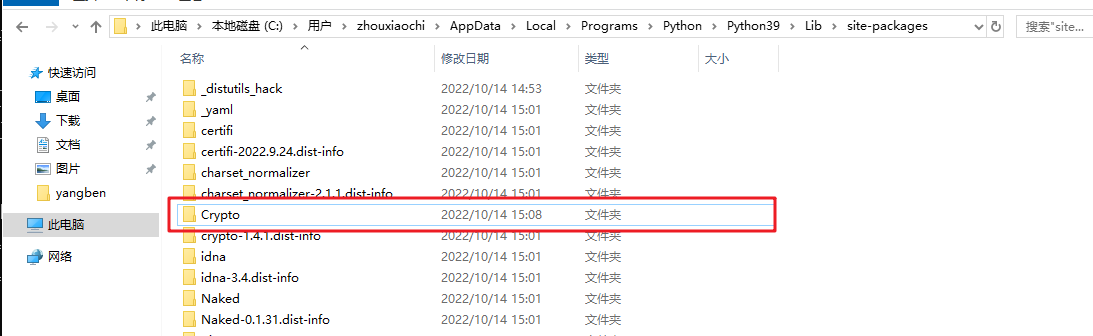 此电脑 › 本地磁盘 (C:) › 用户 › zhouxiaochi › AppData › Local › Programs › Python › Python39 › Lib › site-packages
搜索"site...
名称 修改日期 类型 大小
快速访问
桌面
下载
文档
图片
yangben
此电脑
网络
_distutils_hack 2022/10/14 14:53 文件夹
_yaml 2022/10/14 15:01 文件夹
certifi 2022/10/14 15:01 文件夹
certifi-2022.9.24.dist-info 2022/10/14 15:01 文件夹
charset_normalizer 2022/10/14 15:01 文件夹
charset_normalizer-2.1.1.dist-info 2022/10/14 15:01 文件夹
Crypto 2022/10/14 15:08 文件夹
crypto-1.4.1.dist-info 2022/10/14 15:01 文件夹
idna 2022/10/14 15:01 文件夹
idna-3.4.dist-info 2022/10/14 15:01 文件夹
Naked 2022/10/14 15:01 文件夹
Naked-0.1.31.dist-info 2022/10/14 15:01 文件夹